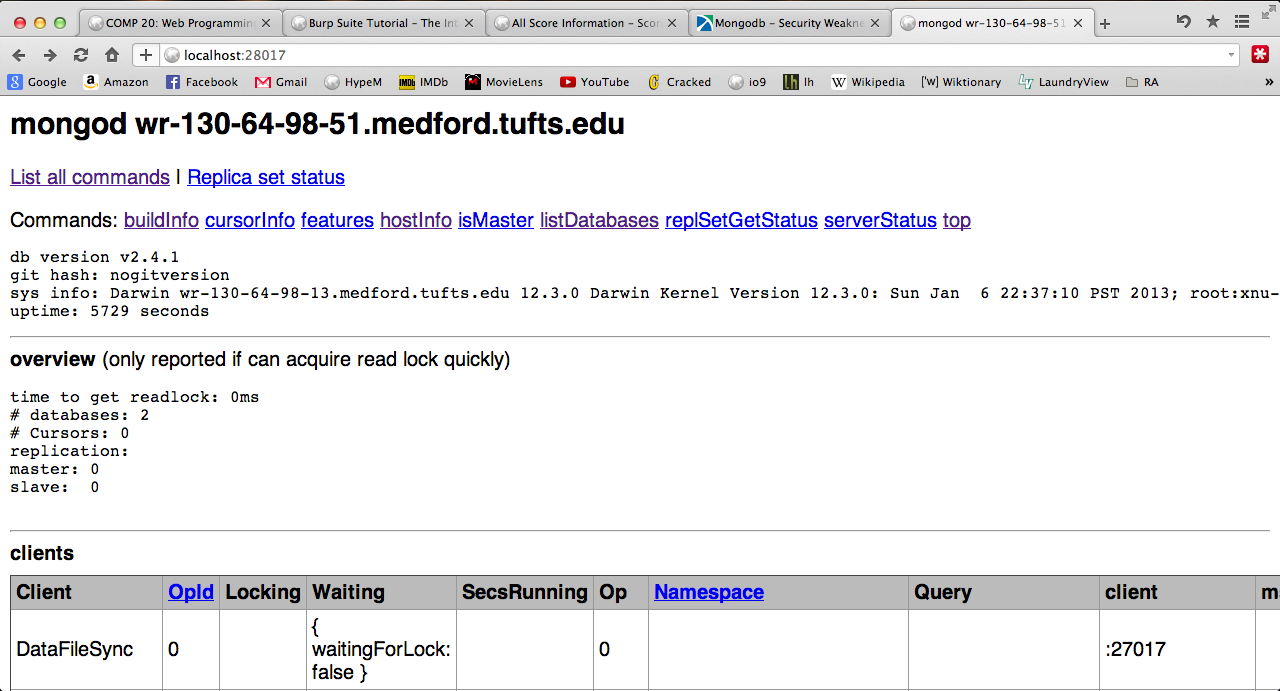 COMP 20: Web Programming
Burp Suite Tutorial – The Int
All Score Information – Scor
Mongodb – Security Weakne
mongod wr-130-64-98-51
localhost:28017
Google Amazon Facebook Gmail HypeM IMDb MovieLens YouTube Cracked io9 lh Wikipedia ['W] Wiktionary LaundryView RA »
mongod wr-130-64-98-51.medford.tufts.edu
List all commands | Replica set status
Commands: buildInfo cursorInfo features hostInfo isMaster listDatabases replSetGetStatus serverStatus top
db version v2.4.1
git hash: nogitversion
sys info: Darwin wr-130-64-98-13.medford.tufts.edu 12.3.0 Darwin Kernel Version 12.3.0: Sun Jan  6 22:37:10 PST 2013; root:xnu-
uptime: 5729 seconds
overview (only reported if can acquire read lock quickly)
time to get readlock: 0ms
# databases: 2
# Cursors: 0
replication:
master: 0
slave:  0
clients
Client OpId Locking Waiting SecsRunning Op Namespace Query client
DataFileSync 0 { waitingForLock: false } 0 :27017